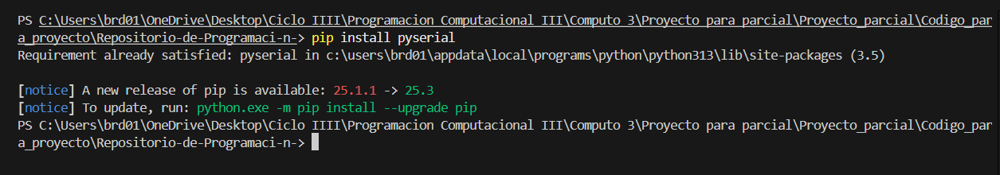 PS C:\Users\brd01\OneDrive\Desktop\Ciclo IIII\Programacion Computacional III\Computo 3\Proyecto para parcial\Proyecto_parcial\Codigo_par
a_proyecto\Repositorio-de-Programaci-n-> pip install pyserial
Requirement already satisfied: pyserial in c:\users\brd01\appdata\local\programs\python\python313\lib\site-packages (3.5)
[notice] A new release of pip is available: 25.1.1 -> 25.3
[notice] To update, run: python.exe -m pip install --upgrade pip
PS C:\Users\brd01\OneDrive\Desktop\Ciclo IIII\Programacion Computacional III\Computo 3\Proyecto para parcial\Proyecto_parcial\Codigo_par
a_proyecto\Repositorio-de-Programaci-n->